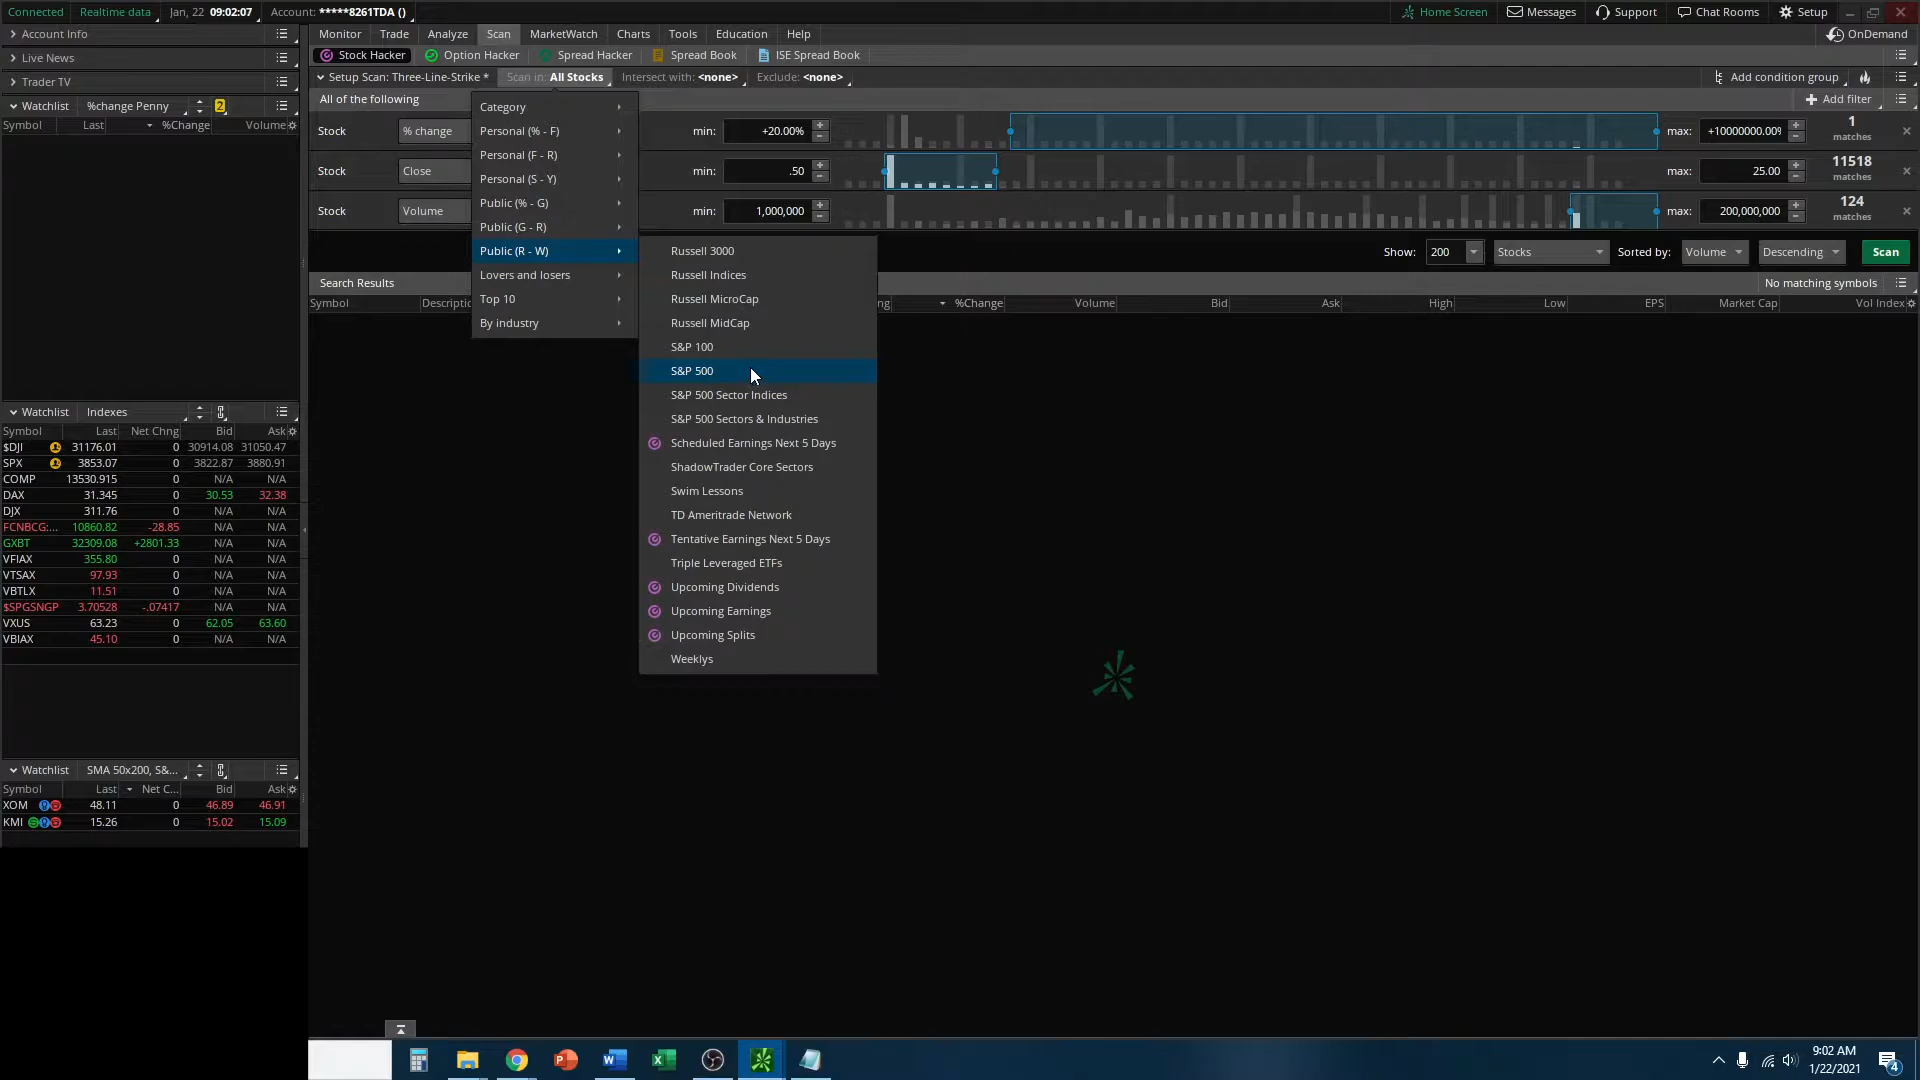 Connected Realtime data Jan, 22 09:02:07 Account: *****8261TDA () Home Screen Messages Support Chat Rooms Setup
Account Info
Live News
Trader TV
Monitor Trade Analyze Scan MarketWatch Charts Tools Education Help OnDemand
Stock Hacker Option Hacker Spread Hacker Spread Book ISE Spread Book
Setup Scan: Three-Line-Strike * Scan in: All Stocks Intersect with: <none> Exclude: <none> Add condition group
All of the following Add filter
Stock % change min: +20.00% max: +10000000.00% 1 matches
Stock Close min: .50 max: 25.00 11518 matches
Stock Volume min: 1,000,000 max: 200,000,000 124 matches
Show: 200 Stocks Sorted by: Volume Descending Scan
Search Results No matching symbols
Symbol %Change Volume Bid Ask High Low EPS Market Cap Vol Index
Category
Personal (% - F)
Personal (F - R)
Personal (S - Y)
Public (% - G)
Public (G - R)
Public (R - W)
Lovers and losers
Top 10
By industry
Russell 3000
Russell Indices
Russell MicroCap
Russell MidCap
S&P 100
S&P 500
S&P 500 Sector Indices
S&P 500 Sectors & Industries
Scheduled Earnings Next 5 Days
ShadowTrader Core Sectors
Swim Lessons
TD Ameritrade Network
Tentative Earnings Next 5 Days
Triple Leveraged ETFs
Upcoming Dividends
Upcoming Earnings
Upcoming Splits
Weeklys
Watchlist %change Penny 2
Symbol Last %Change Volume
Watchlist Indexes
Symbol Last Net Chng Bid Ask
$DJI 31176.01 0 30914.08 31050.47
SPX 3853.07 0 3822.87 3880.91
COMP 13530.915 0 N/A N/A
DAX 31.345 0 30.53 32.38
DJX 311.76 0 N/A N/A
FCNBCG:... 10860.82 -28.85 N/A N/A
GXBT 32309.08 +2801.33 N/A N/A
VFIAX 355.80 0 N/A N/A
VTSAX 97.93 0 N/A N/A
VBTLX 11.51 0 N/A N/A
$SPGSNGP 3.70528 -.07417 N/A N/A
VXUS 63.23 0 62.05 63.60
VBIAX 45.10 0 N/A N/A
Watchlist SMA 50x200, S&...
Symbol Last Net C... Bid Ask
XOM 48.11 0 46.89 46.91
KMI 15.26 0 15.02 15.09
9:02 AM
1/22/2021
4